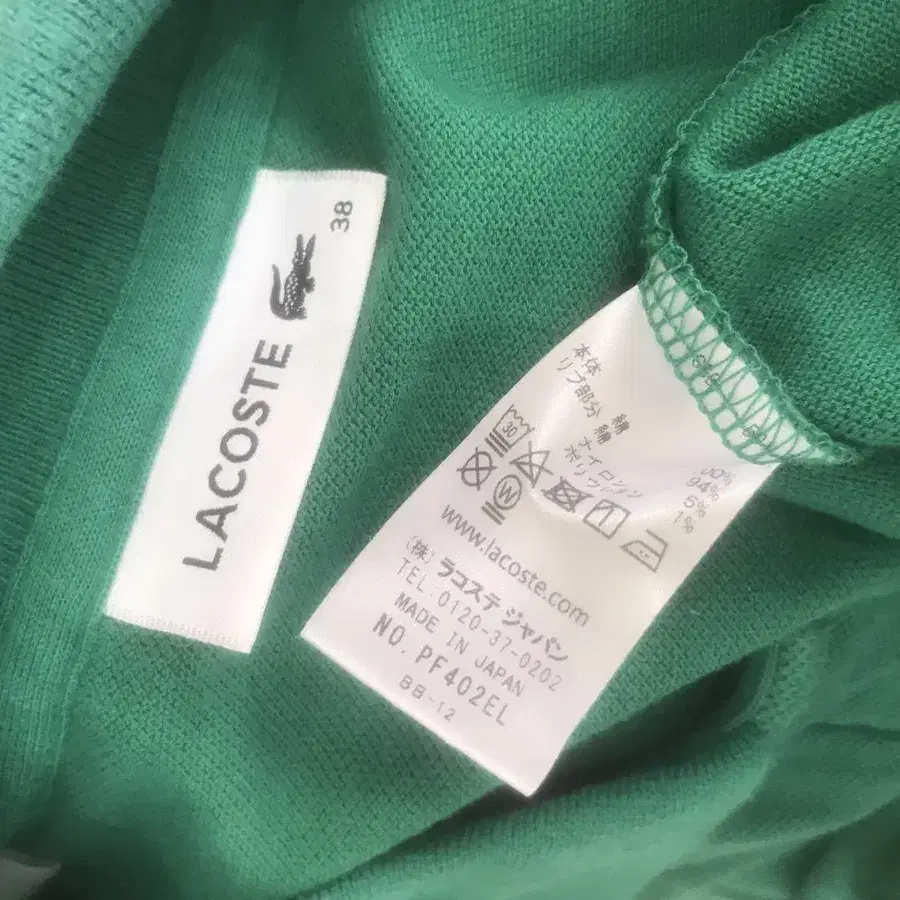 LACOSTE
38
本体 綿 100%
リブ部分 綿 94%
ナイロン 5%
ポリウレタン 1%
30
W
www.lacoste.com
(株)ラコステ ジャパン
TEL.0120-37-0202
MADE IN JAPAN
NO. PF402EL
BB-12